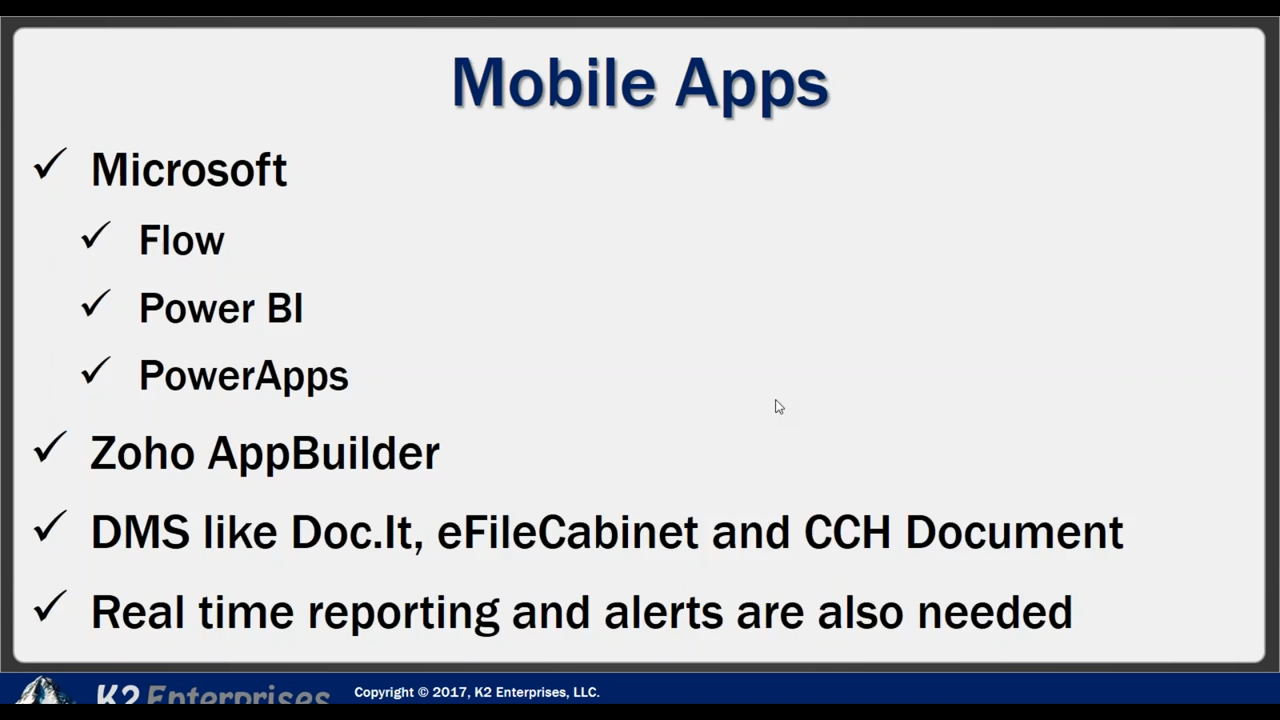 Mobile Apps
Microsoft
Flow
Power BI
PowerApps
Zoho AppBuilder
DMS like Doc.It, eFileCabinet and CCH Document
Real time reporting and alerts are also needed
K2 Enterprises
Copyright © 2017, K2 Enterprises, LLC.